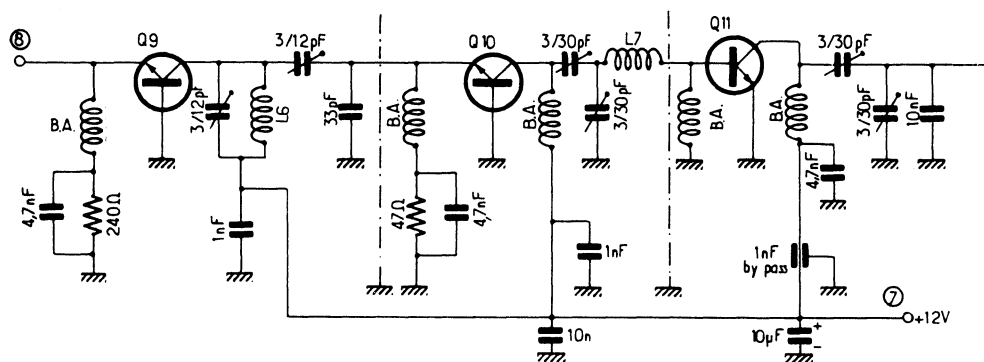 8
Q9
3/12pF
Q10
3/30pF
L7
Q11
3/30pF
B.A.
3/12pF
L6
33pF
B.A.
B.A.
3/30pF
B.A.
B.A.
3/30pF
10nF
4,7nF
240Ω
1nF
47Ω
4,7nF
1nF
4,7nF
1nF
by pass
7
+12V
10n
10µF
+
-